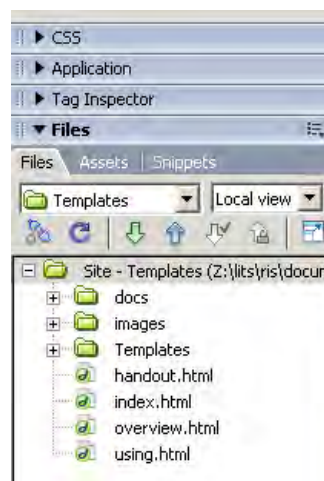 CSS
Application
Tag Inspector
Files
Files Assets Snippets
Templates Local view
Site - Templates (Z:\lits\ris\docur
docs
images
Templates
handout.html
index.html
overview.html
using.html